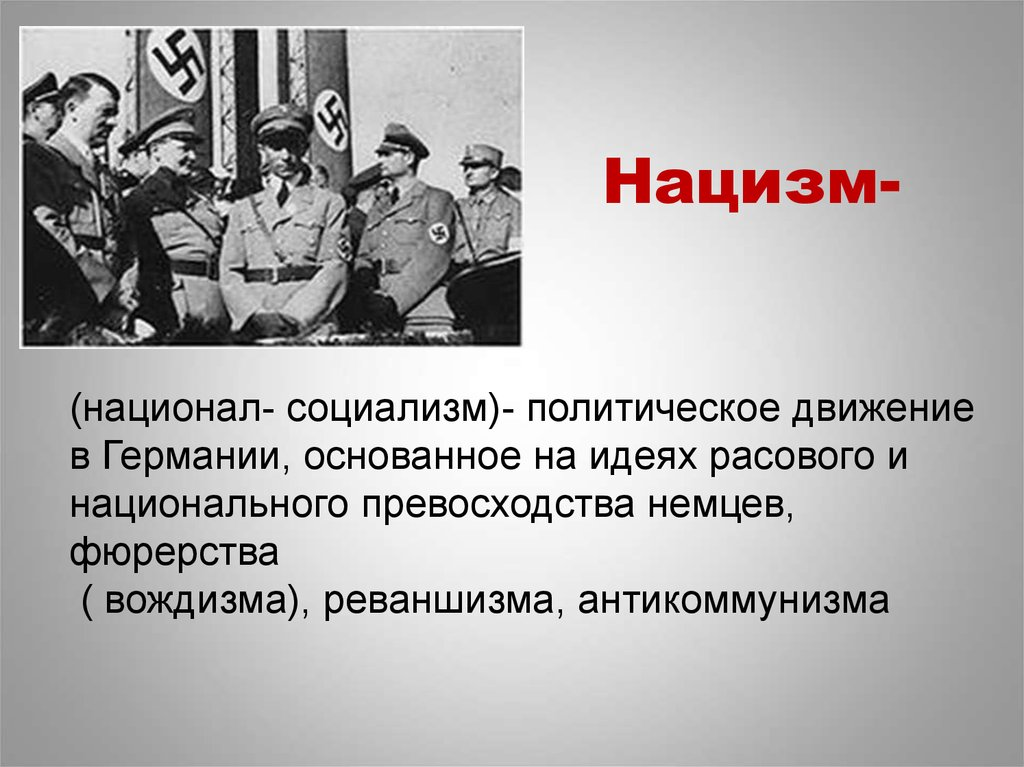 Нацизм-
(национал- социализм)- политическое движение
в Германии, основанное на идеях расового и
национального превосходства немцев,
фюрерства
( вождизма), реваншизма, антикоммунизма